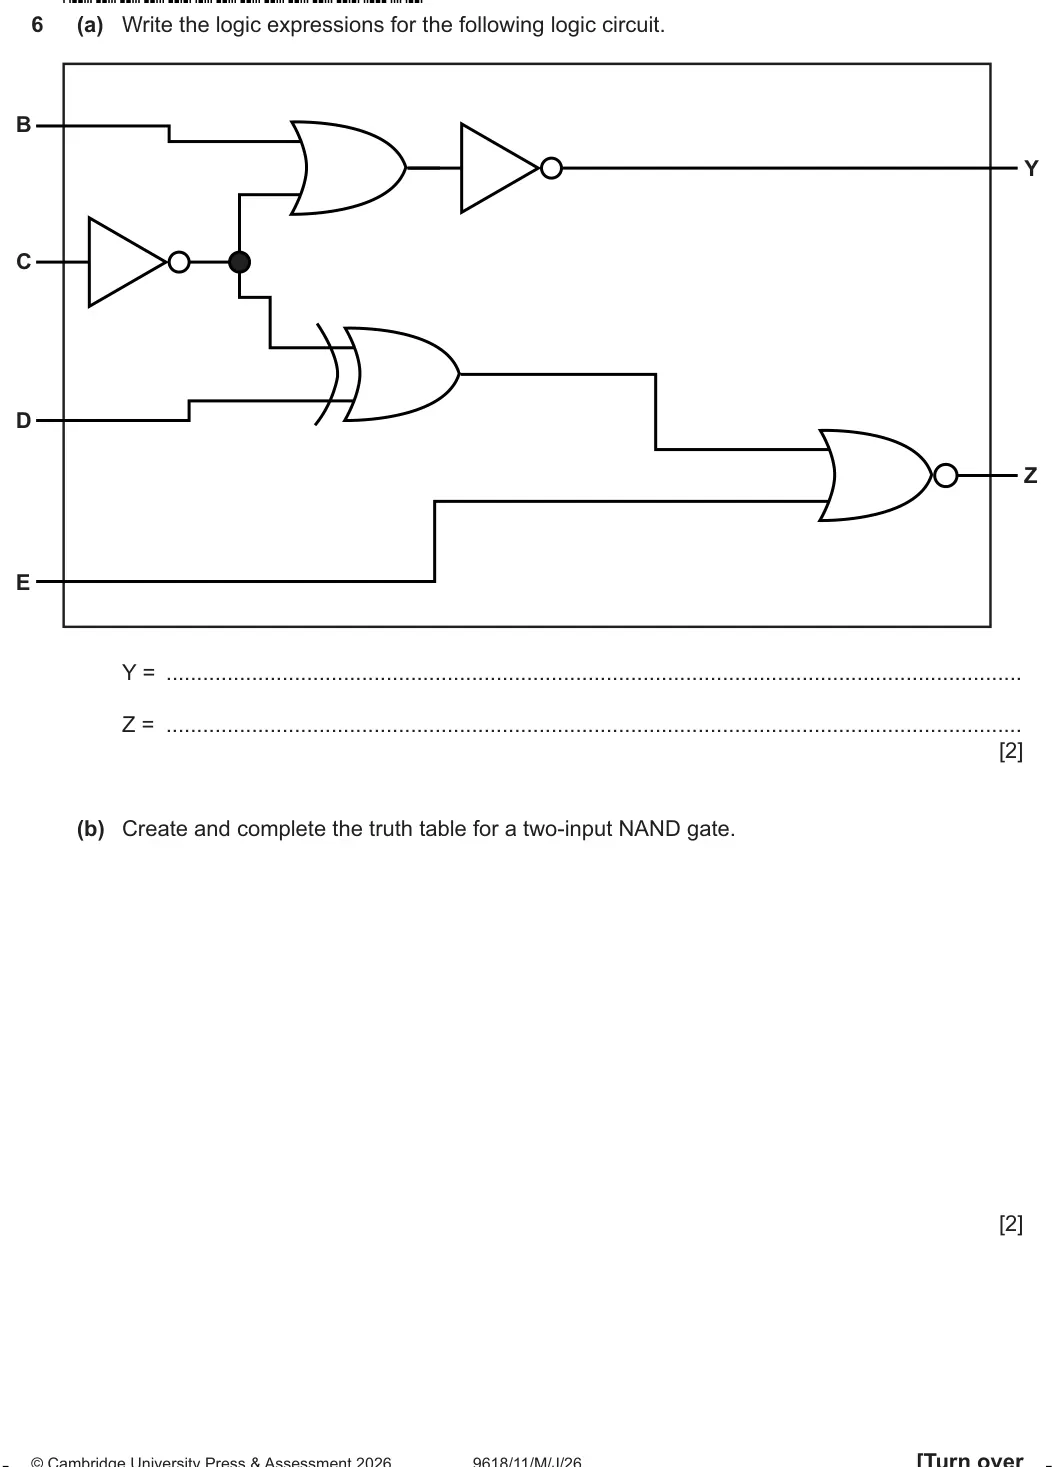 6 (a) Write the logic expressions for the following logic circuit.
B
Y
C
D
Z
E
Y = ............................................................................................................................................
Z = ............................................................................................................................................
[2]
(b) Create and complete the truth table for a two-input NAND gate.
[2]
© Cambridge University Press & Assessment 2026 9618/11/M/J/26 [Turn over